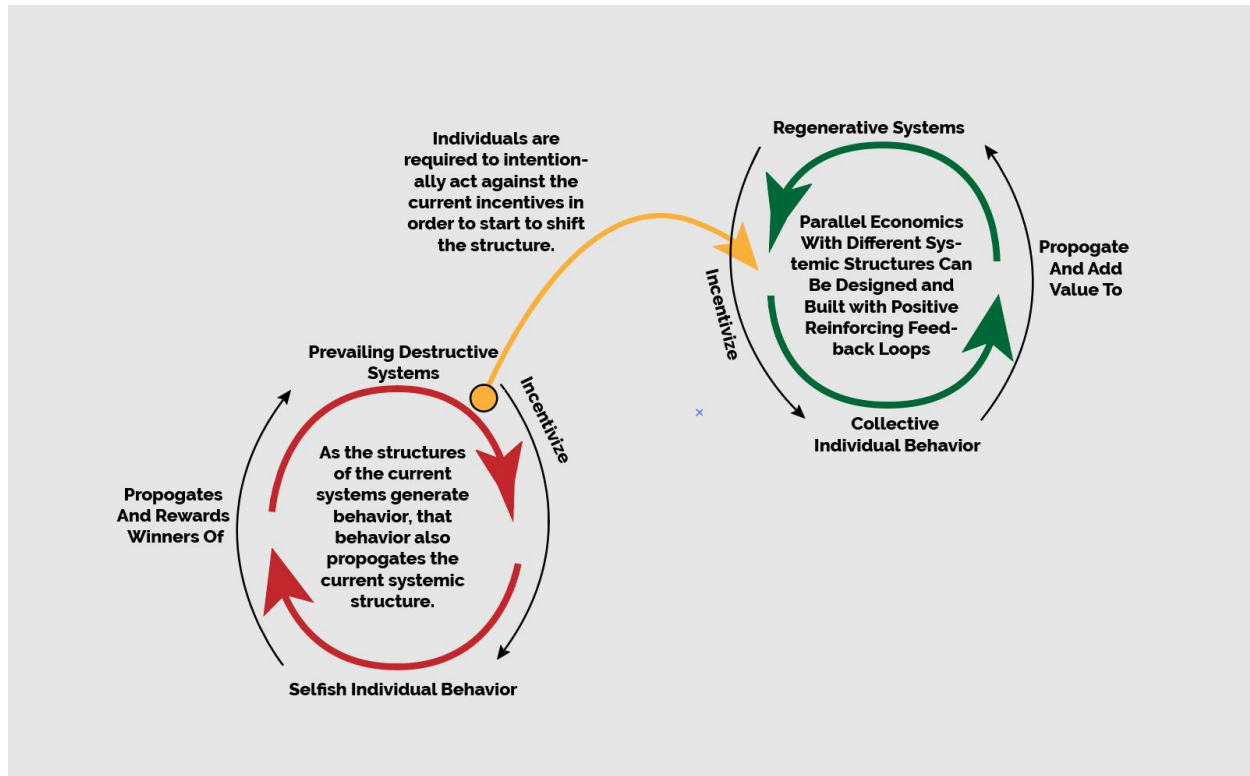 Individuals are
required to intention-
ally act against the
current incentives in
order to start to shift
the structure.
Regenerative Systems
Parallel Economics
With Different Sys-
temic Structures Can
Be Designed and
Built with Positive
Reinforcing Feed-
back Loops
Incentivize
Propogate
And Add
Value To
Collective
Individual Behavior
Prevailing Destructive
Systems
Incentivize
As the structures
of the current
systems generate
behavior, that
behavior also
propogates the
current systemic
structure.
Propogates
And Rewards
Winners Of
Selfish Individual Behavior